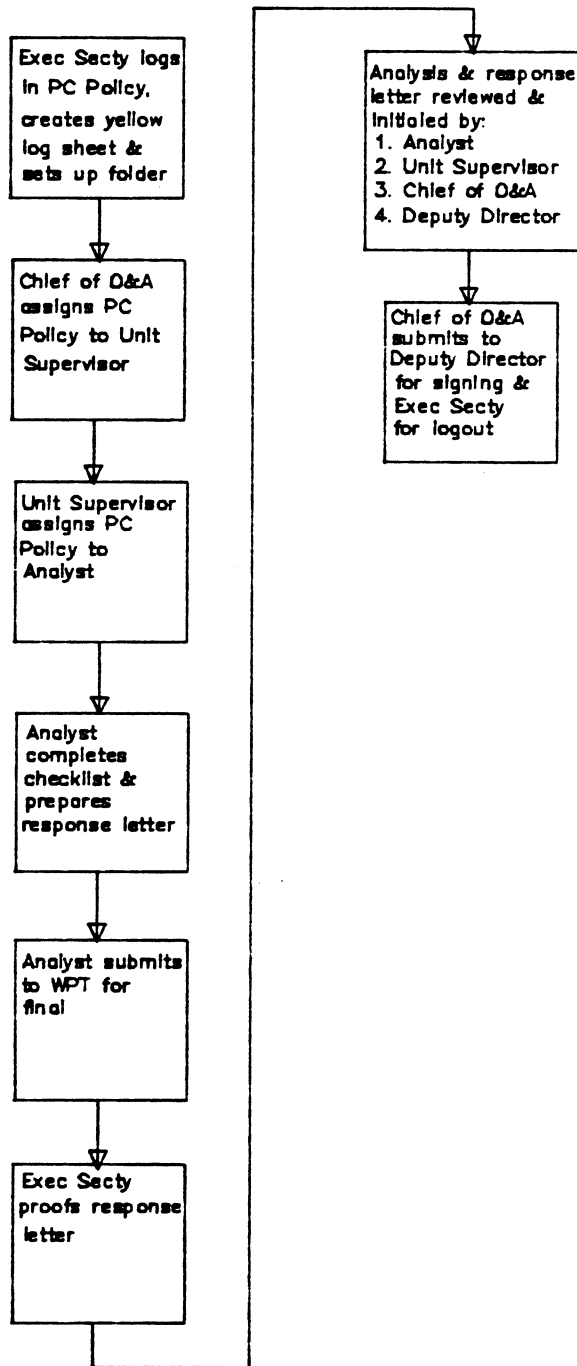 Exec Secty logs
in PC Policy,
creates yellow
log sheet &
sets up folder
Chief of O&A
assigns PC
Policy to Unit
Supervisor
Unit Supervisor
assigns PC
Policy to
Analyst
Analyst
completes
checklist &
prepares
response letter
Analyst submits
to WPT for
final
Exec Secty
proofs response
letter
Analysis & response
letter reviewed &
initialed by:
1. Analyst
2. Unit Supervisor
3. Chief of O&A
4. Deputy Director
Chief of O&A
submits to
Deputy Director
for signing &
Exec Secty
for logout